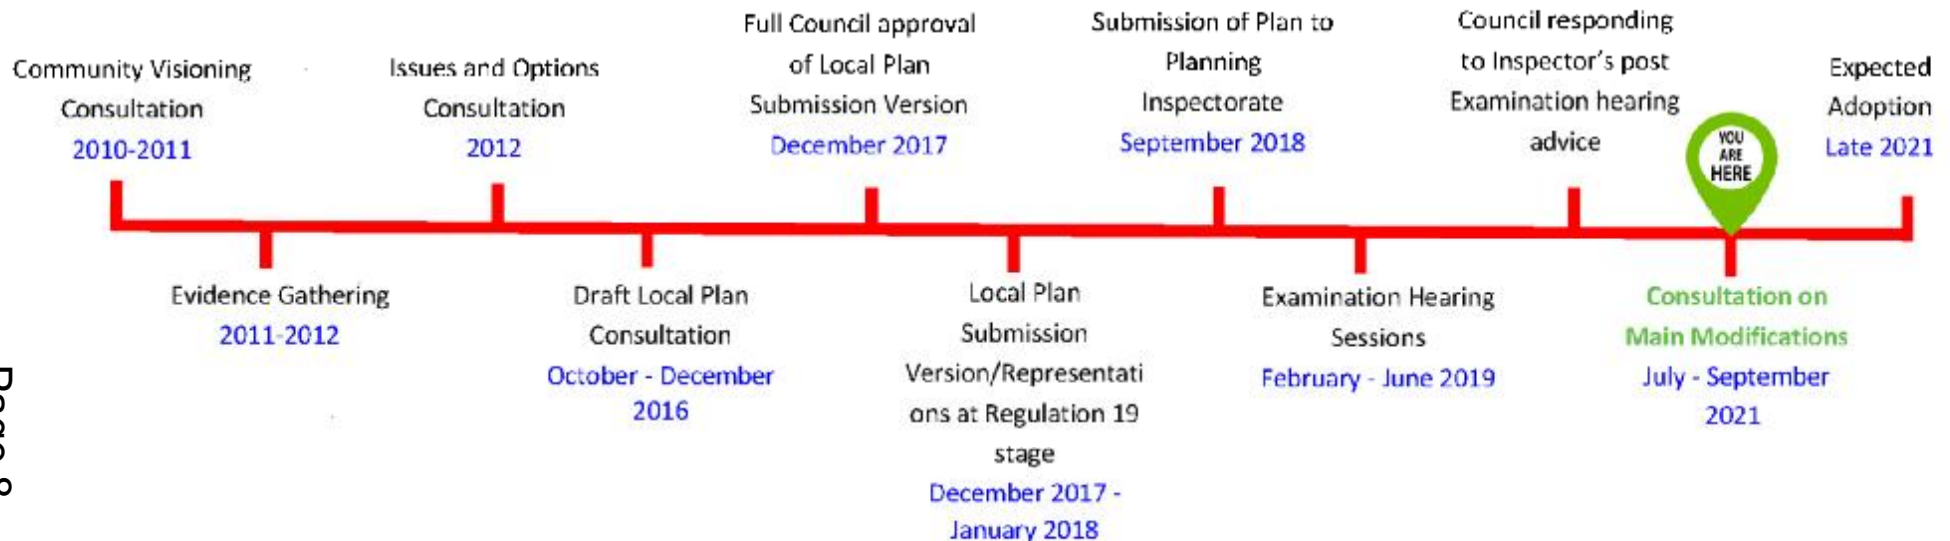 Community Visioning
Consultation
2010-2011
Evidence Gathering
2011-2012
Issues and Options
Consultation
2012
Draft Local Plan
Consultation
October - December
2016
Full Council approval
of Local Plan
Submission Version
December 2017
Local Plan
Submission
Version/Representati
ons at Regulation 19
stage
December 2017 -
January 2018
Submission of Plan to
Planning
Inspectorate
September 2018
Examination Hearing
Sessions
February - June 2019
Council responding
to Inspector's post
Examination hearing
advice
YOU
ARE
HERE
Consultation on
Main Modifications
July - September
2021
Expected
Adoption
Late 2021
Page 8